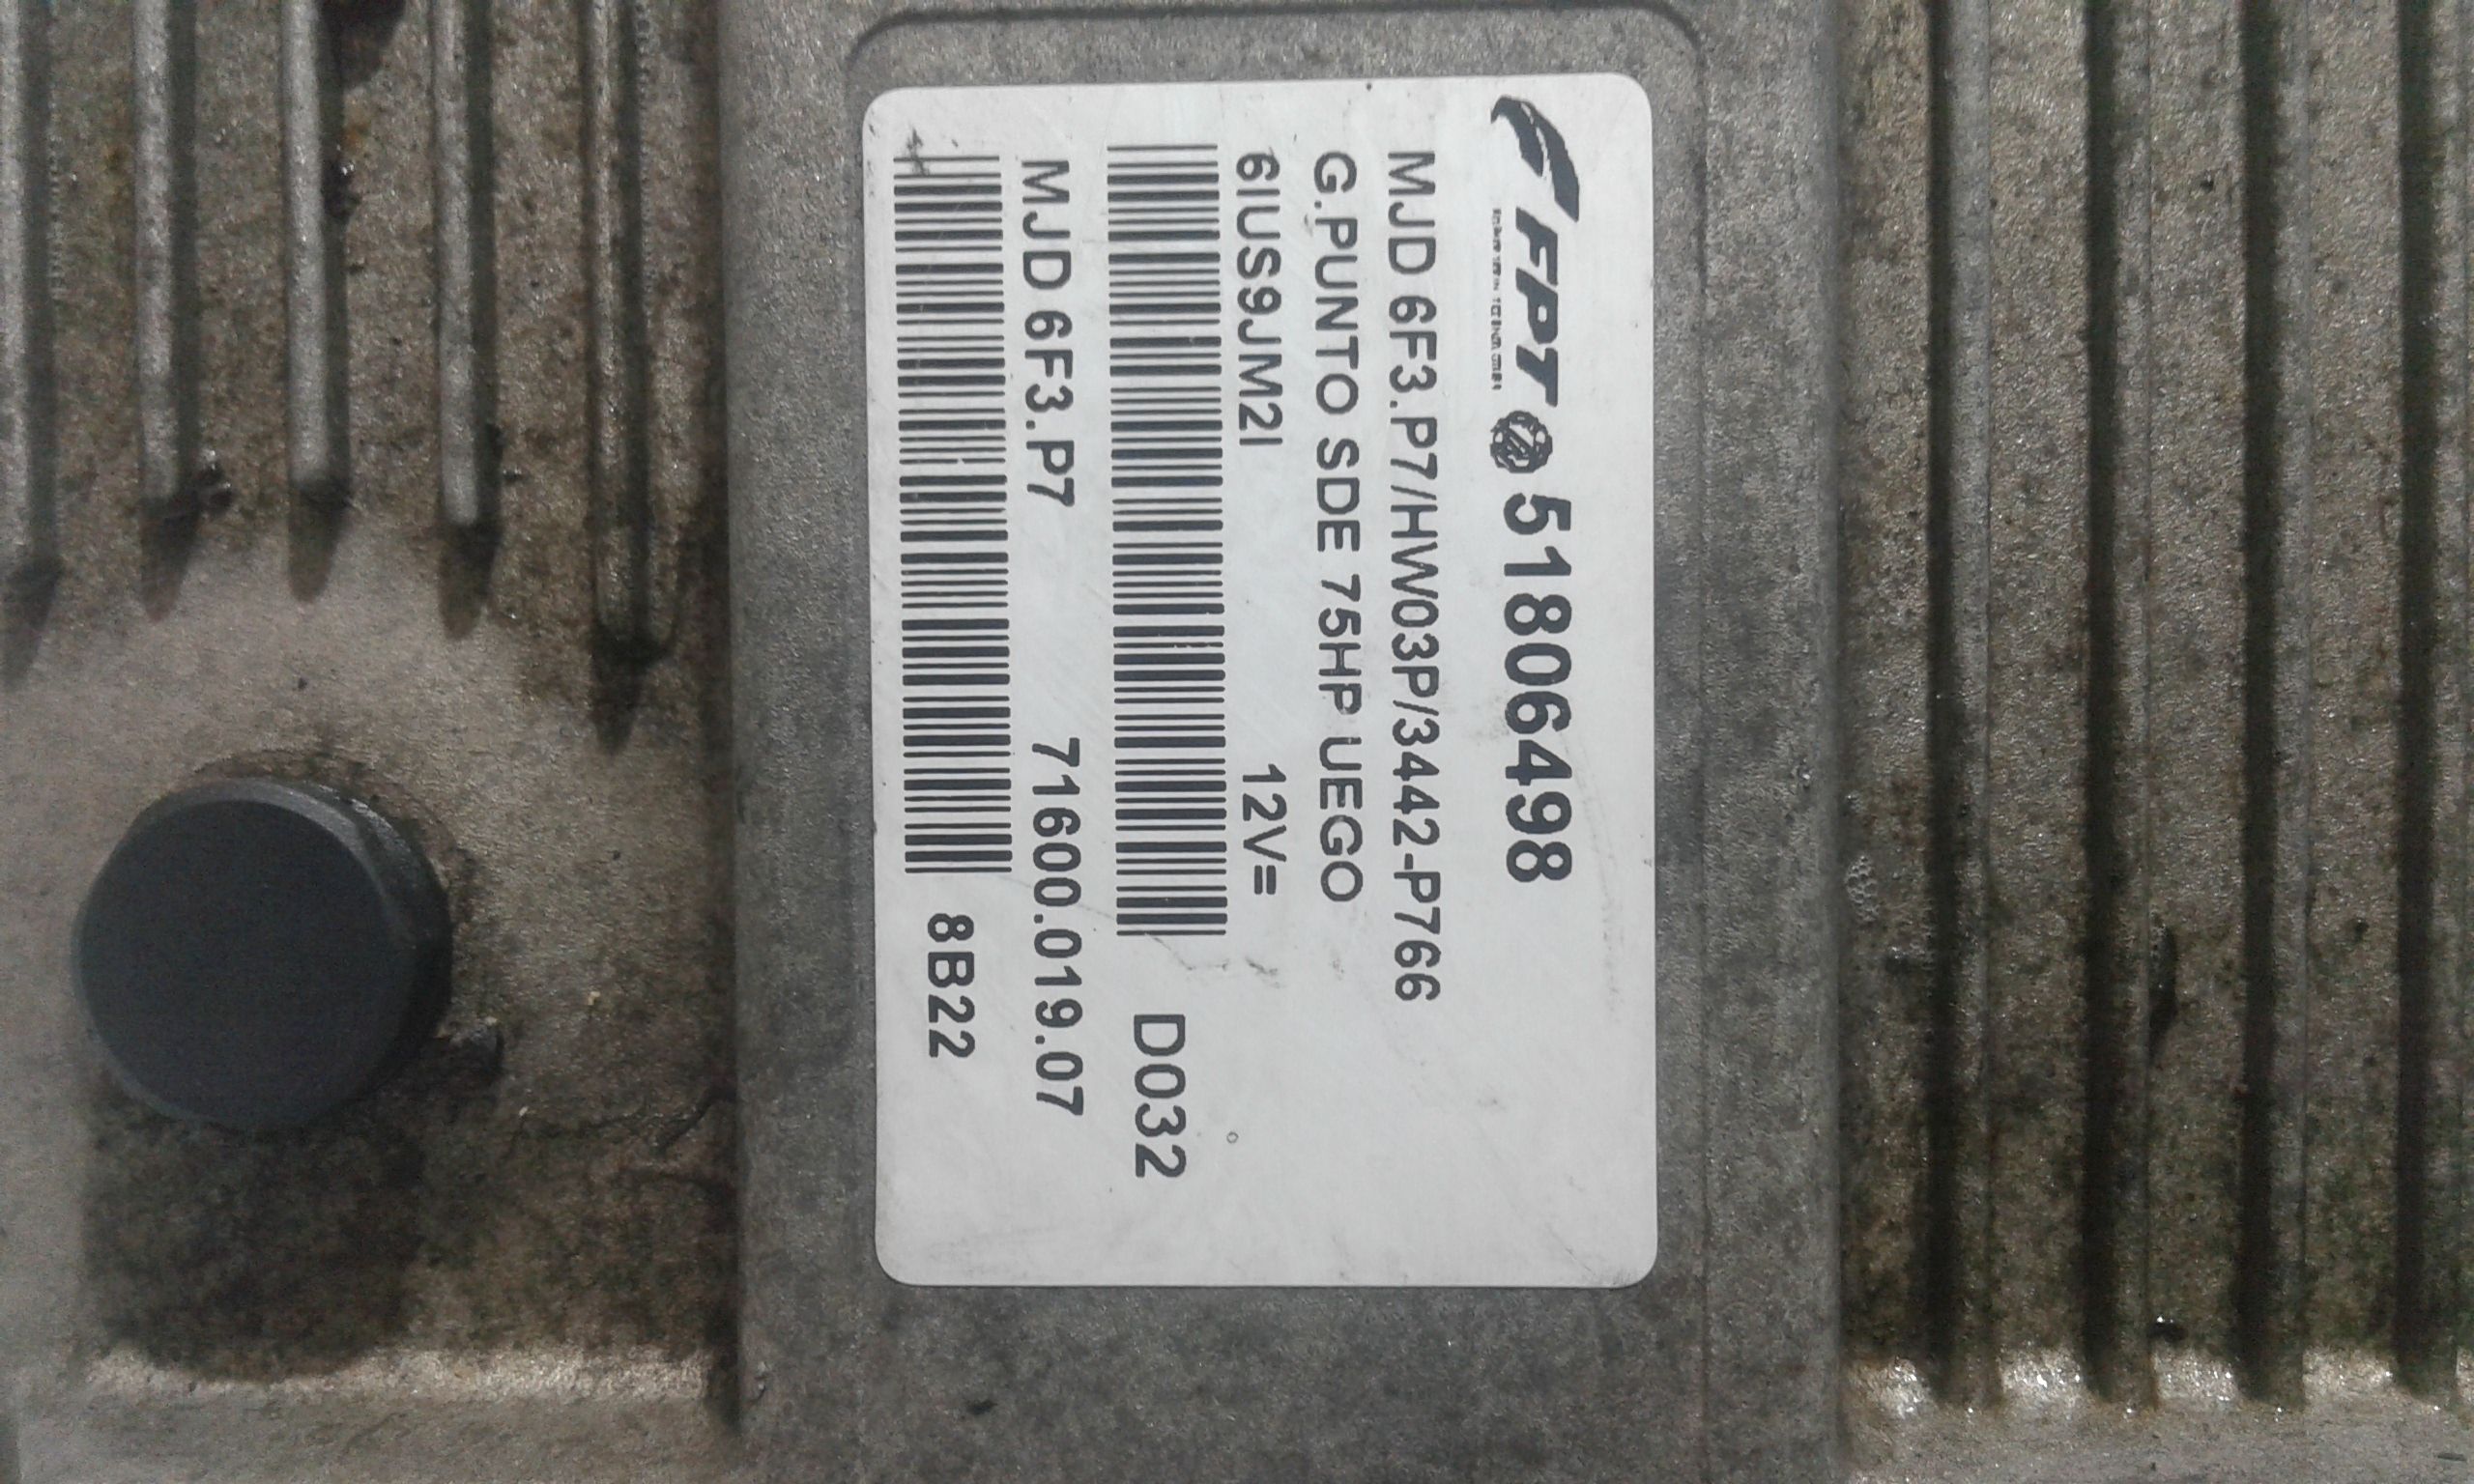 FPT 51806498
MJD 6F3.P7/HW03P/3442-P766
G.PUNTO SDE 75HP UEGO
6IUS9JM2I 12V=
D032
MJD 6F3.P7 71600.019.07
8B22